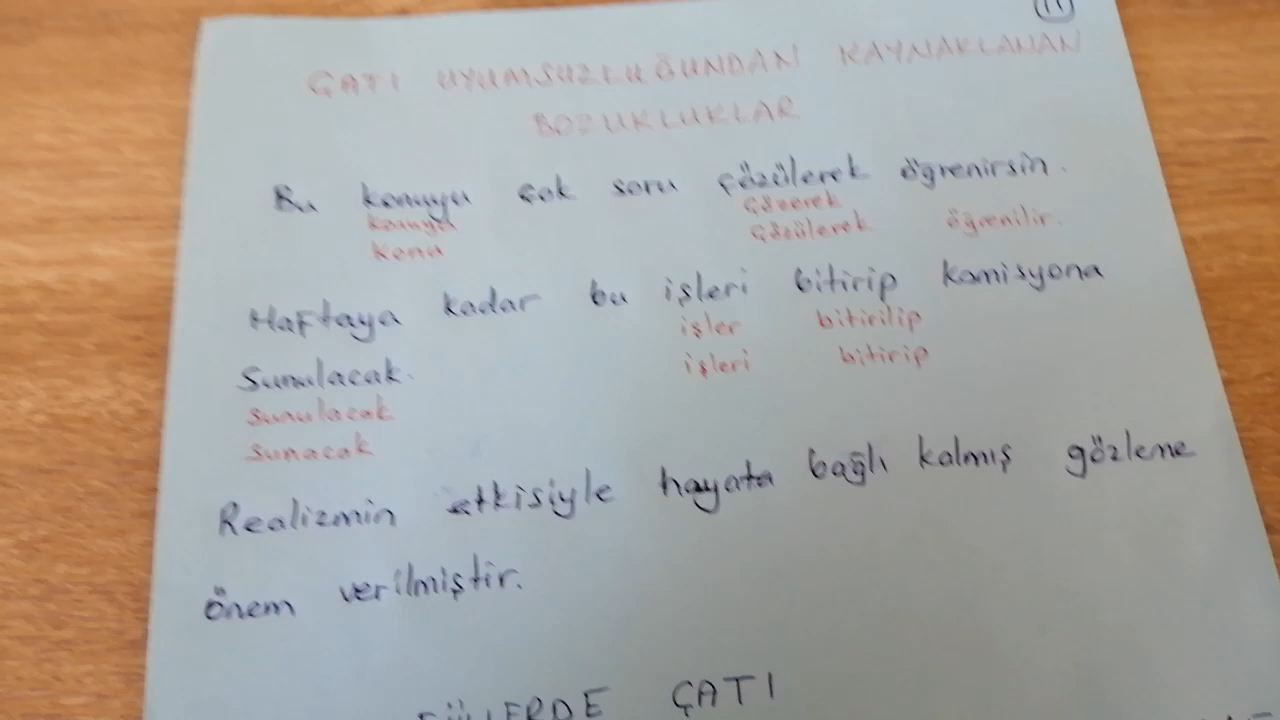 11
ÇATI UYUMSUZLUĞUNDAN KAYNAKLANAN
BOZUKLUKLAR
Bu konuyu çok soru çözülerek öğrenirsin.
konuyu çözerek
konu çözülerek öğrenilir.
Haftaya kadar bu işleri bitirip komisyona
işler bitirilip
sunulacak.
işleri bitirip
sunulacak
sunacak
Realizmin etkisiyle hayata bağlı kalmış gözleme
önem verilmiştir.
FİİLLERDE ÇATI